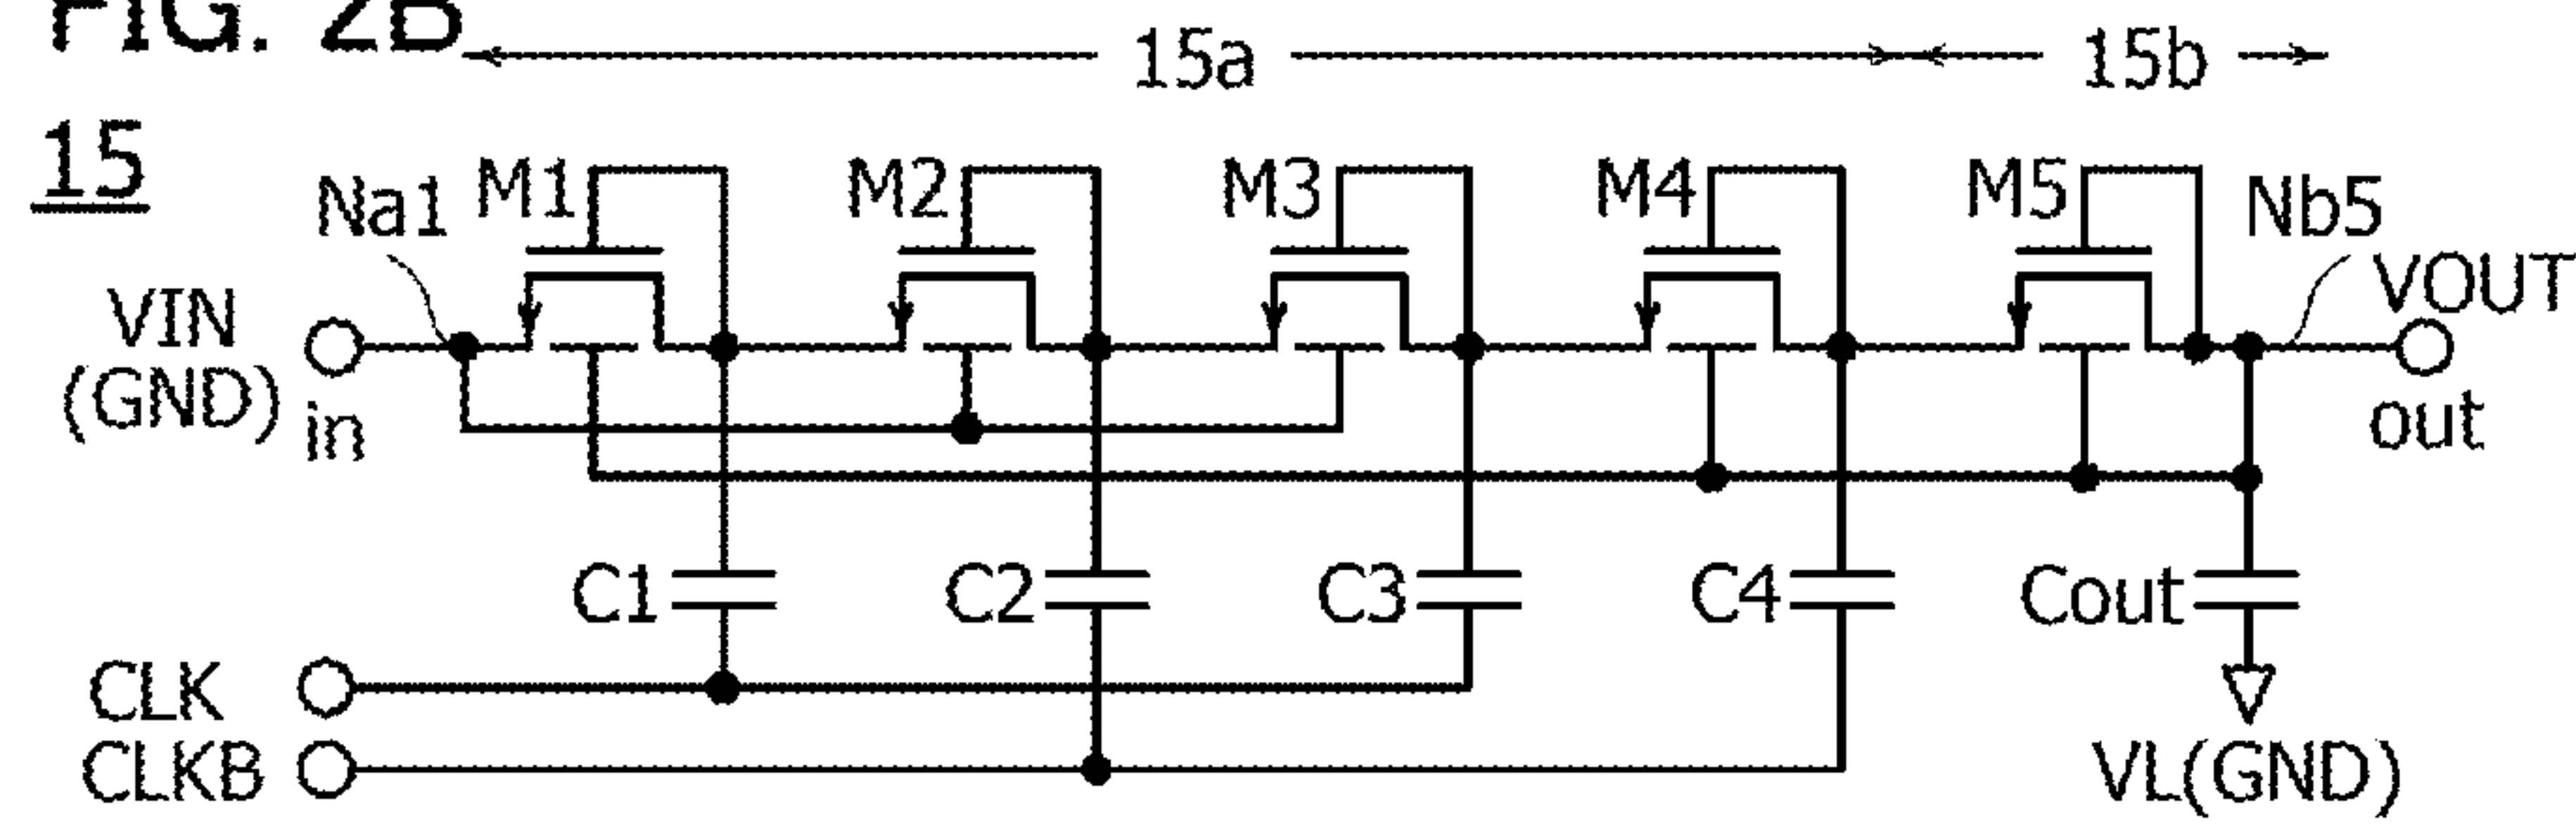 FIG. 2B
15a
15b
15
Na1
M1
M2
M3
M4
M5
Nb5
VIN
(GND)
in
VOUT
out
C1
C2
C3
C4
Cout
CLK
CLKB
VL(GND)